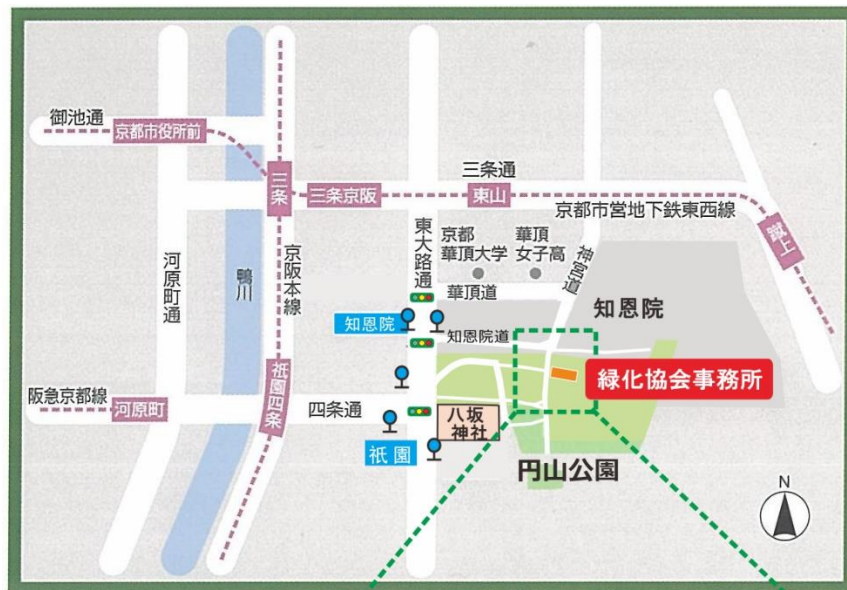 御池通
京都市役所前
三条
三条京阪
三条通
東山
京都市営地下鉄東西線
蹴上
河原町通
鴨川
京阪本線
東大路通
京都
華頂大学
華頂
女子高
神宮道
華頂道
知恩院
知恩院
知恩院道
緑化協会事務所
阪急京都線
河原町
祇園四条
四条通
八坂
神社
祇園
円山公園
N